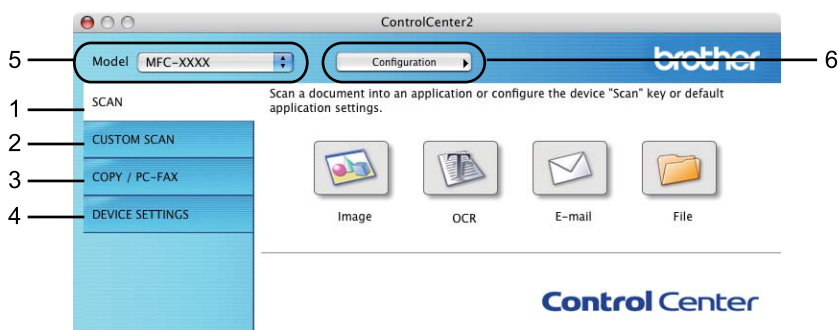 ControlCenter2
5 Model MFC-XXXX Configuration brother 6
1 SCAN
Scan a document into an application or configure the device "Scan" key or default
application settings.
2 CUSTOM SCAN
3 COPY / PC-FAX
4 DEVICE SETTINGS
Image OCR E-mail File
Control Center